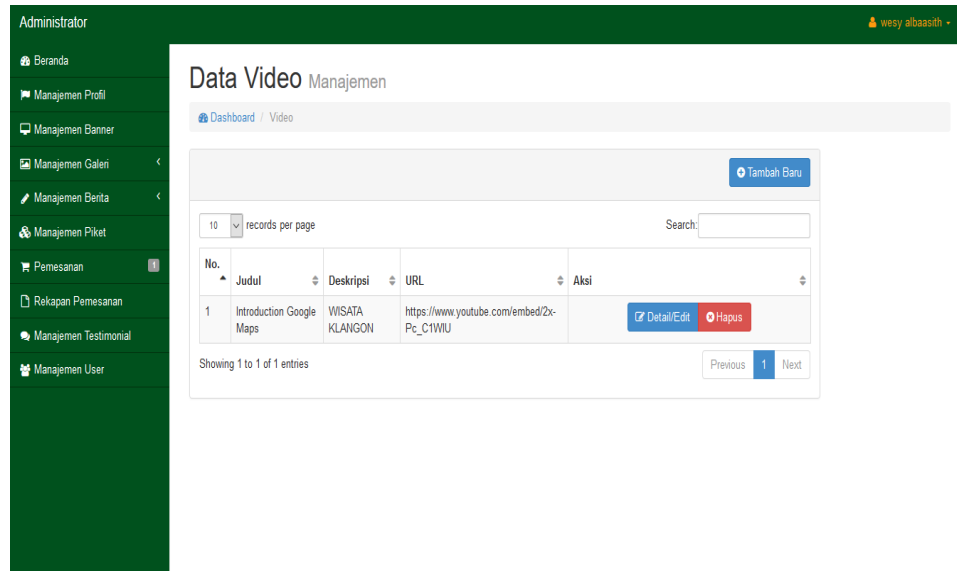 Administrator
wesy albaasith
Beranda
Manajemen Profil
Manajemen Banner
Manajemen Galeri
Manajemen Berita
Manajemen Piket
Pemesanan 1
Rekapan Pemesanan
Manajemen Testimonial
Manajemen User
Data Video Manajemen
Dashboard / Video
Tambah Baru
10 records per page
Search:
No. Judul Deskripsi URL Aksi
1 Introduction Google WISATA https://www.youtube.com/embed/2x- Detail/Edit Hapus
Maps KLANGON Pc_C1WIU
Showing 1 to 1 of 1 entries
Previous 1 Next